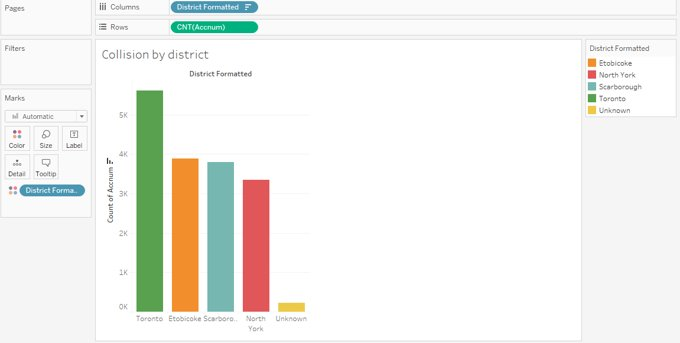 Pages
Columns
District Formatted
Rows
CNT(Accnum)
Filters
Marks
Automatic
Color
Size
Label
Detail
Tooltip
District Forma..
Collision by district
District Formatted
Count of Accnum
5K
4K
3K
2K
1K
0K
Toronto
Etobicoke
Scarboro..
North
York
Unknown
District Formatted
Etobicoke
North York
Scarborough
Toronto
Unknown